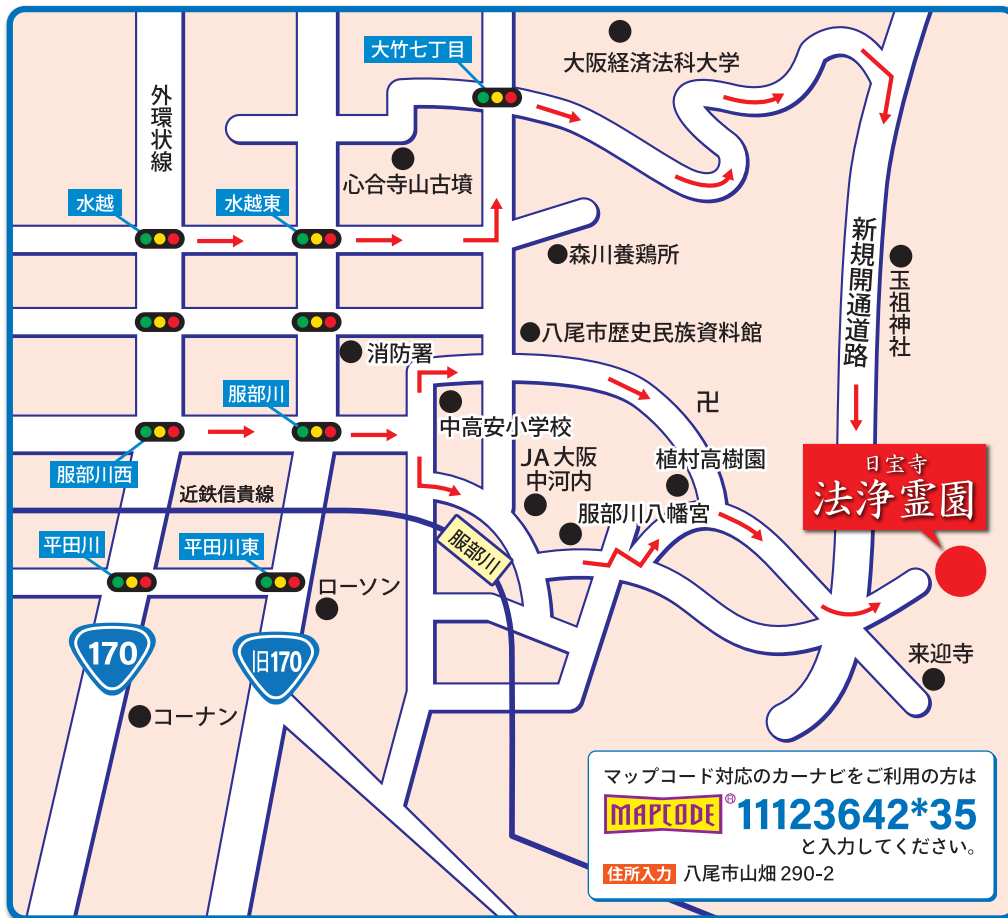 大竹七丁目
大阪経済法科大学
外環状線
心合寺山古墳
水越
水越東
森川養鶏所
新規開通道路
玉祖神社
八尾市歴史民族資料館
消防署
服部川
卍
中高安小学校
服部川西
JA大阪
中河内
植村高樹園
日宝寺
法浄霊園
近鉄信貴線
服部川八幡宮
服部川
平田川
平田川東
ローソン
170
旧170
来迎寺
コーナン
マップコード対応のカーナビをご利用の方は
MAPCODE® 11123642*35
と入力してください。
住所入力 八尾市山畑290-2